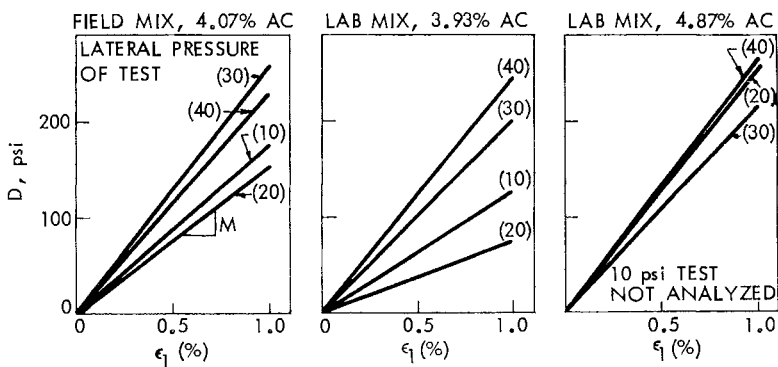 FIELD MIX, 4.07% AC
LAB MIX, 3.93% AC
LAB MIX, 4.87% AC
LATERAL PRESSURE
OF TEST
(30)
(40)
(10)
(20)
M
200
100
0
D, psi
0
0.5
1.0
ϵ1 (%)
(40)
(30)
(10)
(20)
0
0.5
1.0
ϵ1 (%)
(40)
(20)
(30)
10 psi TEST
NOT ANALYZED
0.5
1.0
ϵ1 (%)